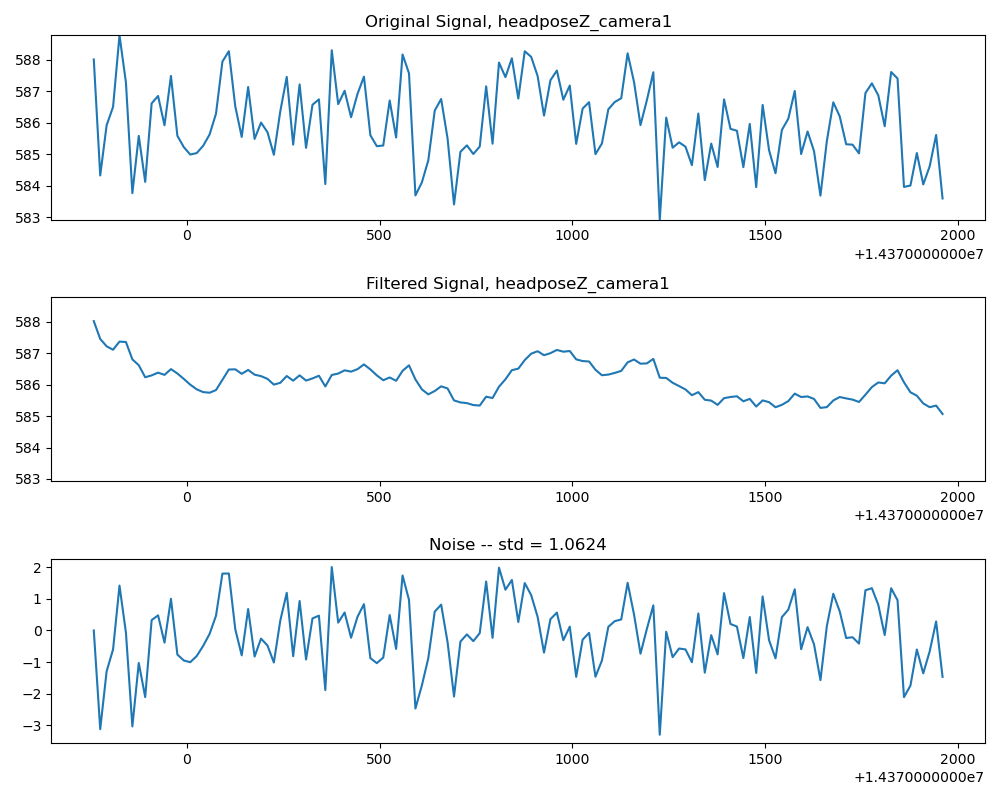 Original Signal, headposeZ_camera1
588
587
586
585
584
583
0 500 1000 1500 2000
+1.4370000000e7
Filtered Signal, headposeZ_camera1
588
587
586
585
584
583
0 500 1000 1500 2000
+1.4370000000e7
Noise -- std = 1.0624
2
1
0
−1
−2
−3
0 500 1000 1500 2000
+1.4370000000e7